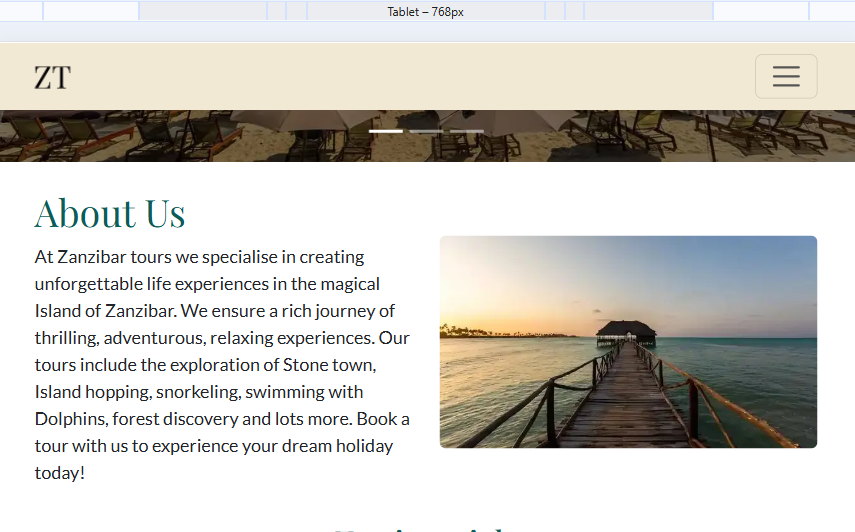 Tablet – 768px
ZT
About Us
At Zanzibar tours we specialise in creating
unforgettable life experiences in the magical
Island of Zanzibar. We ensure a rich journey of
thrilling, adventurous, relaxing experiences. Our
tours include the exploration of Stone town,
Island hopping, snorkeling, swimming with
Dolphins, forest discovery and lots more. Book a
tour with us to experience your dream holiday
today!